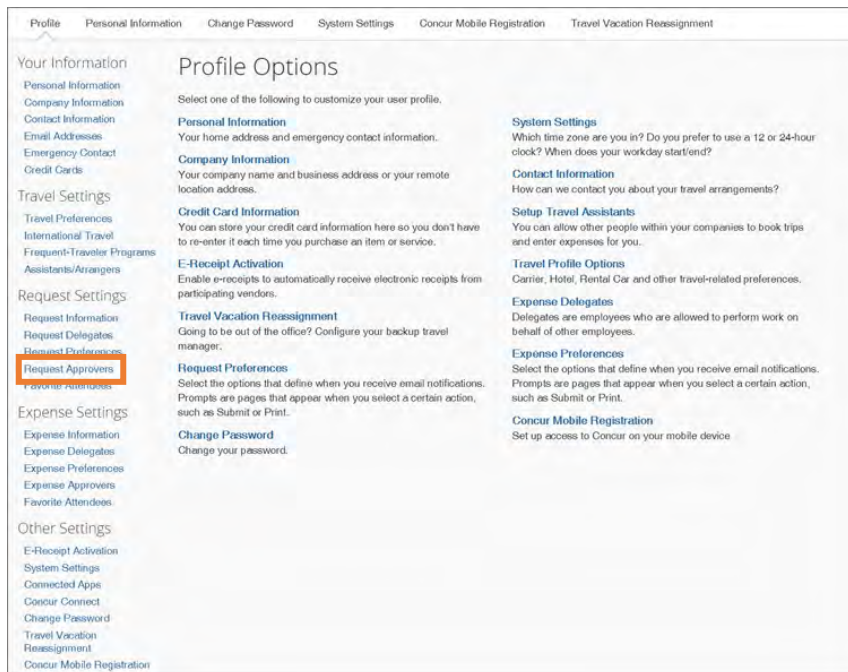 Profile Personal Information Change Password System Settings Concur Mobile Registration Travel Vacation Reassignment
Your Information
Personal Information
Company Information
Contact Information
Email Addresses
Emergency Contact
Credit Cards
Travel Settings
Travel Preferences
International Travel
Frequent-Traveler Programs
Assistants/Arrangers
Request Settings
Request Information
Request Delegates
Request Preferences
Request Approvers
Favorite Attendees
Expense Settings
Expense Information
Expense Delegates
Expense Preferences
Expense Approvers
Favorite Attendees
Other Settings
E-Receipt Activation
System Settings
Connected Apps
Concur Connect
Change Password
Travel Vacation
Reassignment
Concur Mobile Registration
Profile Options
Select one of the following to customize your user profile.
Personal Information
Your home address and emergency contact information.
Company Information
Your company name and business address or your remote
location address.
Credit Card Information
You can store your credit card information here so you don't have
to re-enter it each time you purchase an item or service.
E-Receipt Activation
Enable e-receipts to automatically receive electronic receipts from
participating vendors.
Travel Vacation Reassignment
Going to be out of the office? Configure your backup travel
manager.
Request Preferences
Select the options that define when you receive email notifications.
Prompts are pages that appear when you select a certain action,
such as Submit or Print.
Change Password
Change your password.
System Settings
Which time zone are you in? Do you prefer to use a 12 or 24-hour
clock? When does your workday start/end?
Contact Information
How can we contact you about your travel arrangements?
Setup Travel Assistants
You can allow other people within your companies to book trips
and enter expenses for you.
Travel Profile Options
Carrier, Hotel, Rental Car and other travel-related preferences.
Expense Delegates
Delegates are employees who are allowed to perform work on
behalf of other employees.
Expense Preferences
Select the options that define when you receive email notifications.
Prompts are pages that appear when you select a certain action,
such as Submit or Print.
Concur Mobile Registration
Set up access to Concur on your mobile device